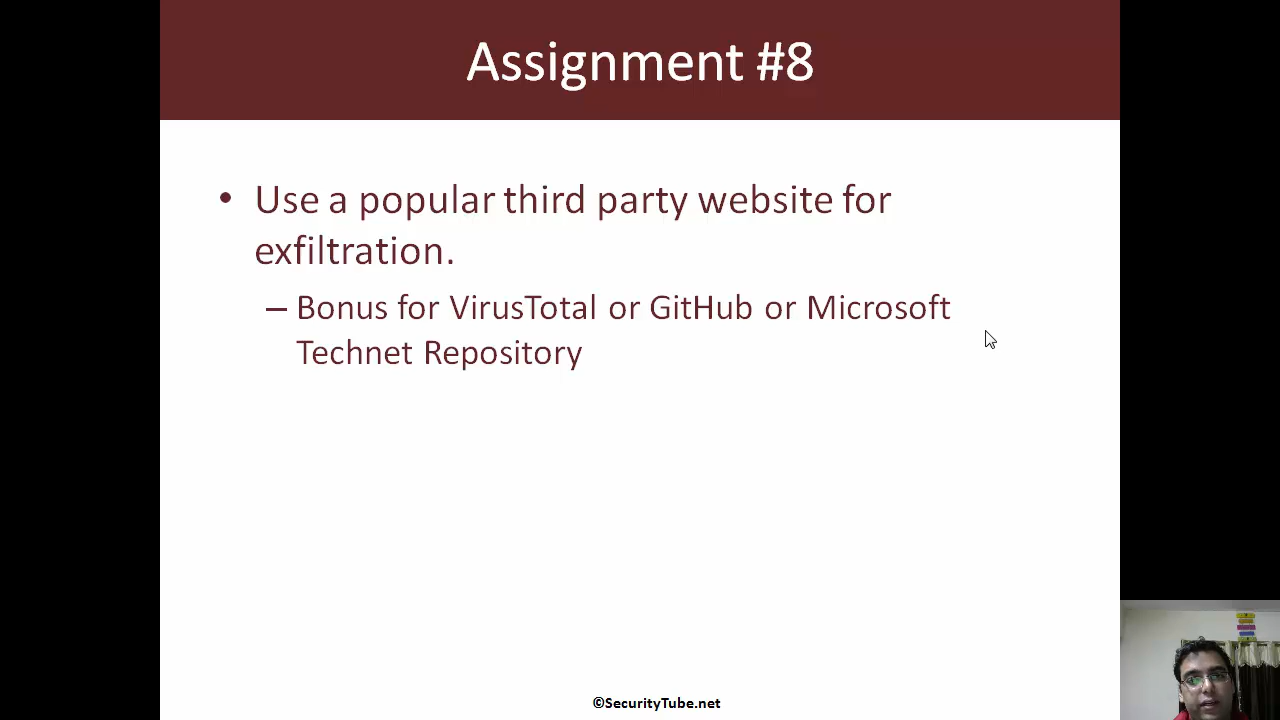 Assignment #8
• Use a popular third party website for
exfiltration.
– Bonus for VirusTotal or GitHub or Microsoft
Technet Repository
©SecurityTube.net